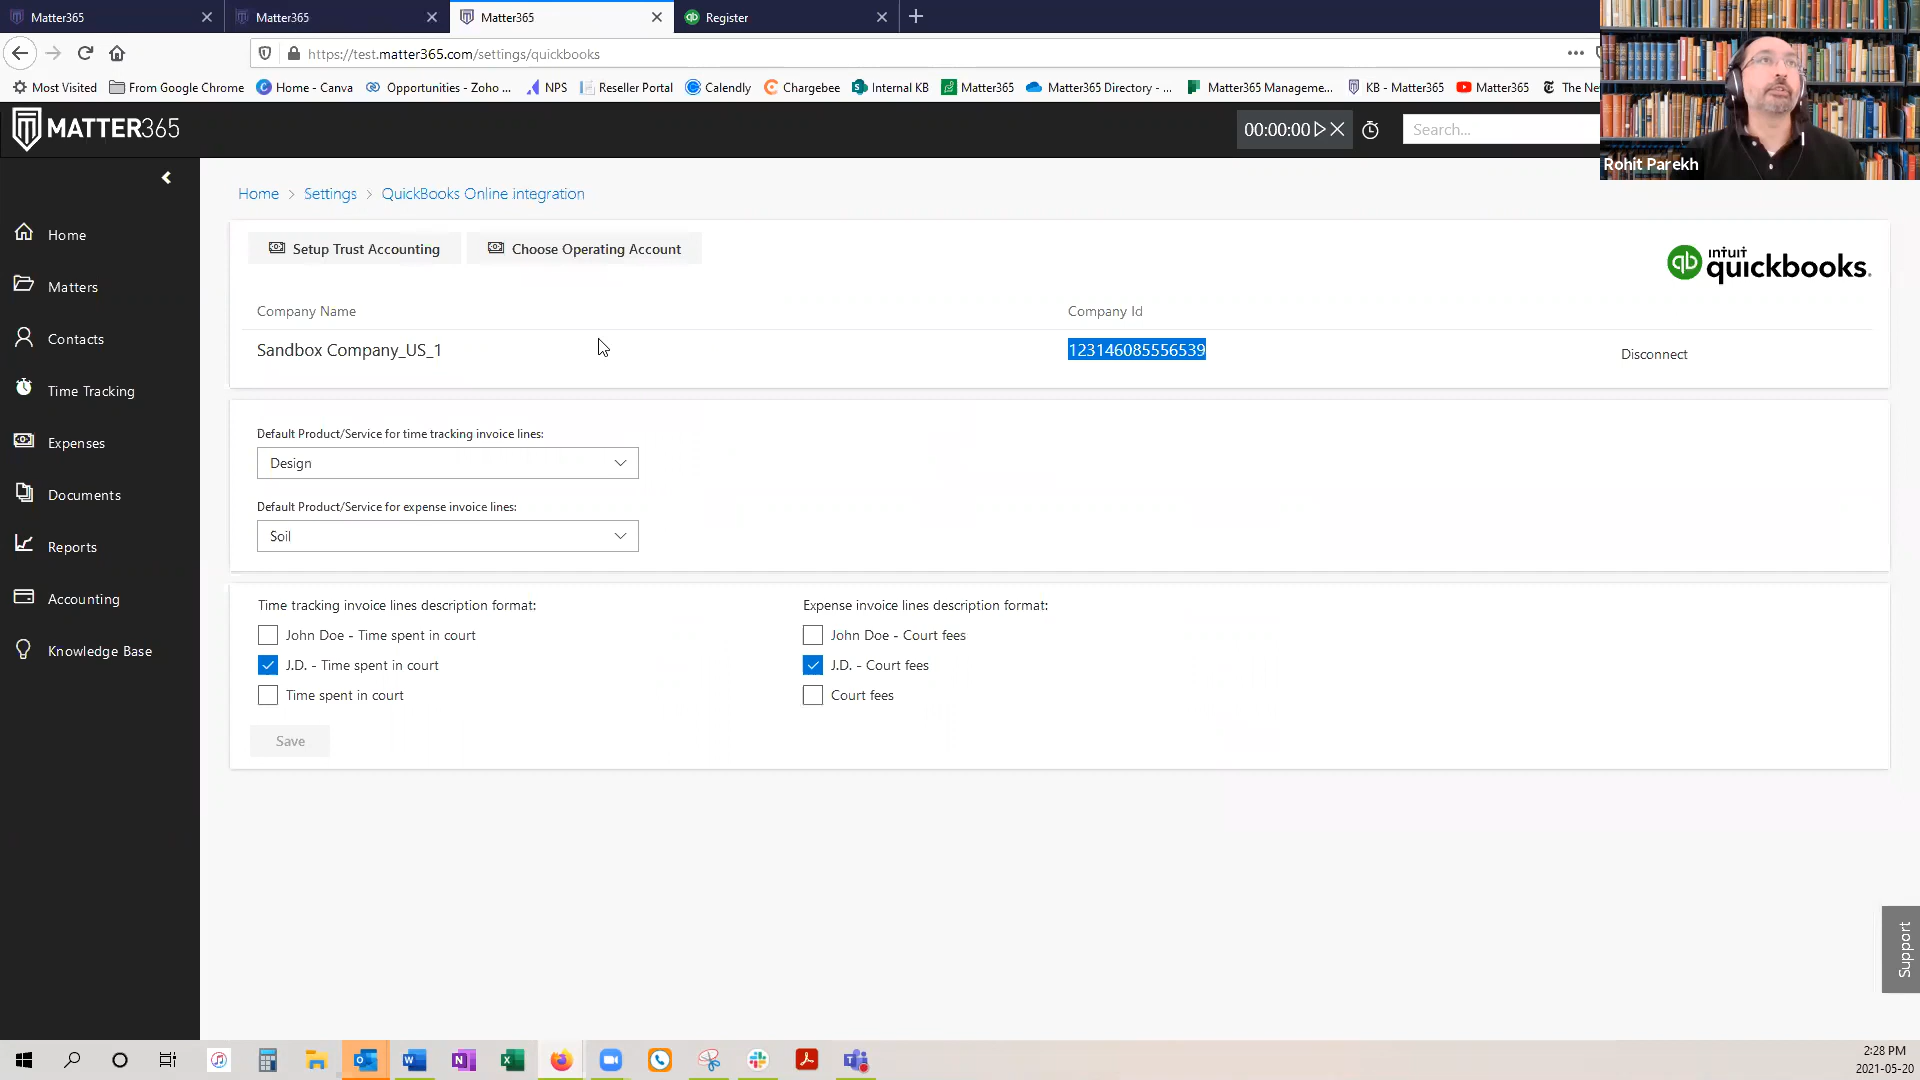 Matter365
Matter365
Matter365
Register
https://test.matter365.com/settings/quickbooks
Most Visited
From Google Chrome
Home - Canva
Opportunities - Zoho ...
NPS
Reseller Portal
Calendly
Chargebee
Internal KB
Matter365
Matter365 Directory - ...
Matter365 Manageme...
KB - Matter365
Matter365
The Ne
MATTER365
00:00:00
Search...
Rohit Parekh
Home > Settings > QuickBooks Online integration
Home
Matters
Contacts
Time Tracking
Expenses
Documents
Reports
Accounting
Knowledge Base
Setup Trust Accounting
Choose Operating Account
intuit
quickbooks.
Company Name
Company Id
Sandbox Company_US_1
123146085556539
Disconnect
Default Product/Service for time tracking invoice lines:
Design
Default Product/Service for expense invoice lines:
Soil
Time tracking invoice lines description format:
John Doe - Time spent in court
J.D. - Time spent in court
Time spent in court
Expense invoice lines description format:
John Doe - Court fees
J.D. - Court fees
Court fees
Save
Support
2:28 PM
2021-05-20